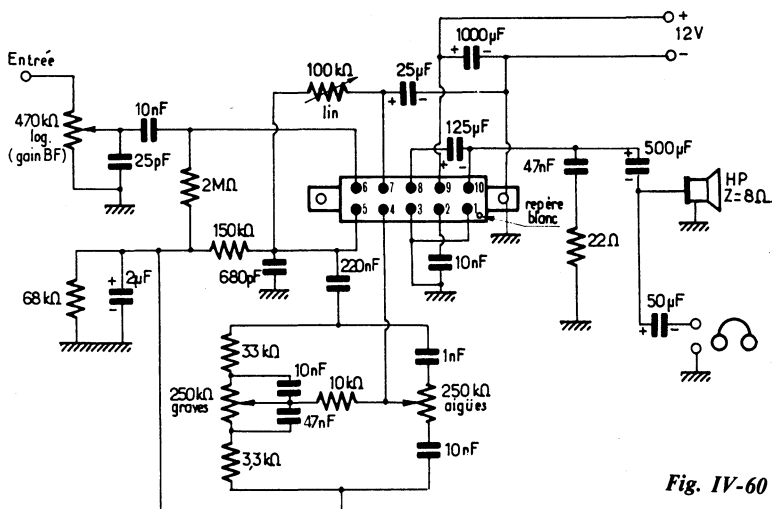 +
12V
−
1000µF
+ −
Entrée
100kΩ
lin
25µF
+ −
10nF
470kΩ
log.
(gain BF)
25pF
125µF
+ −
47nF
+
500µF
−
HP
Z=8Ω
2MΩ
6 7 8 9 10
5 4 3 2 1
repère
blanc
150kΩ
680pF
220nF
10nF
22Ω
68kΩ
+
2µF
−
50µF
+ −
33kΩ
1nF
10nF
250kΩ
graves
10kΩ
250kΩ
aigües
47nF
3,3kΩ
10nF
Fig. IV-60